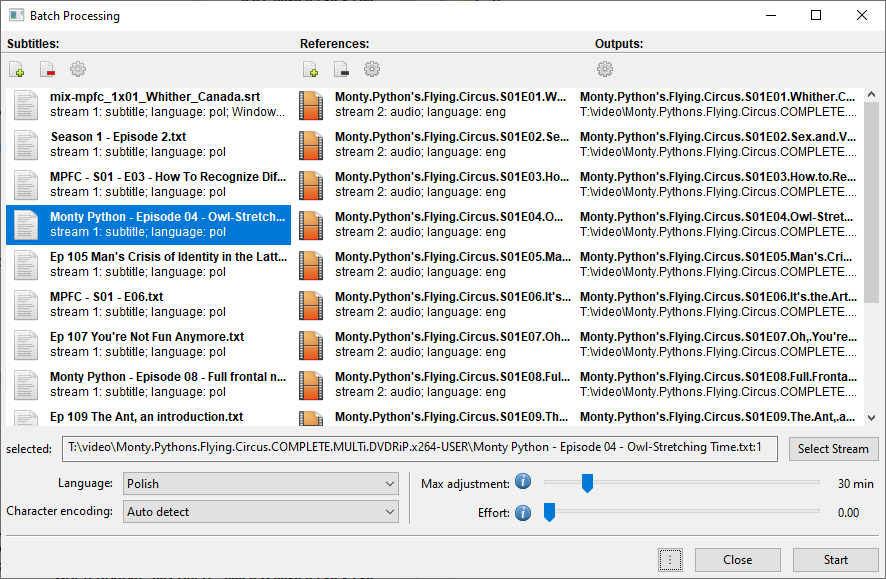 Batch Processing
Subtitles: References: Outputs:
mix-mpfc_1x01_Whither_Canada.srt Monty.Python's.Flying.Circus.S01E01.W... Monty.Python's.Flying.Circus.S01E01.Whither.C...
stream 1: subtitle; language: pol; Window... stream 2: audio; language: eng T:\video\Monty.Pythons.Flying.Circus.COMPLETE....
Season 1 - Episode 2.txt Monty.Python's.Flying.Circus.S01E02.Se... Monty.Python's.Flying.Circus.S01E02.Sex.and.V...
stream 1: subtitle; language: pol stream 2: audio; language: eng T:\video\Monty.Pythons.Flying.Circus.COMPLETE....
MPFC - S01 - E03 - How To Recognize Dif... Monty.Python's.Flying.Circus.S01E03.Ho... Monty.Python's.Flying.Circus.S01E03.How.to.Re...
stream 1: subtitle; language: pol stream 2: audio; language: eng T:\video\Monty.Pythons.Flying.Circus.COMPLETE....
Monty Python - Episode 04 - Owl-Stretch... Monty.Python's.Flying.Circus.S01E04.O... Monty.Python's.Flying.Circus.S01E04.Owl-Stret...
stream 1: subtitle; language: pol stream 2: audio; language: eng T:\video\Monty.Pythons.Flying.Circus.COMPLETE....
Ep 105 Man's Crisis of Identity in the Latt... Monty.Python's.Flying.Circus.S01E05.Ma... Monty.Python's.Flying.Circus.S01E05.Man's.Cri...
stream 1: subtitle; language: pol stream 2: audio; language: eng T:\video\Monty.Pythons.Flying.Circus.COMPLETE....
MPFC - S01 - E06.txt Monty.Python's.Flying.Circus.S01E06.It's... Monty.Python's.Flying.Circus.S01E06.It's.the.Art...
stream 1: subtitle; language: pol stream 2: audio; language: eng T:\video\Monty.Pythons.Flying.Circus.COMPLETE....
Ep 107 You're Not Fun Anymore.txt Monty.Python's.Flying.Circus.S01E07.Oh... Monty.Python's.Flying.Circus.S01E07.Oh,.You're...
stream 1: subtitle; language: pol stream 2: audio; language: eng T:\video\Monty.Pythons.Flying.Circus.COMPLETE....
Monty Python - Episode 08 - Full frontal n... Monty.Python's.Flying.Circus.S01E08.Ful... Monty.Python's.Flying.Circus.S01E08.Full.Fronta...
stream 1: subtitle; language: pol stream 2: audio; language: eng T:\video\Monty.Pythons.Flying.Circus.COMPLETE....
Ep 109 The Ant, an introduction.txt Monty.Python's.Flying.Circus.S01E09.Th... Monty.Python's.Flying.Circus.S01E09.The.Ant,.a...
selected: T:\video\Monty.Pythons.Flying.Circus.COMPLETE.MULTi.DVDRiP.x264-USER\Monty Python - Episode 04 - Owl-Stretching Time.txt:1 Select Stream
Language: Polish Max adjustment: 30 min
Character encoding: Auto detect Effort: 0.00
Close Start